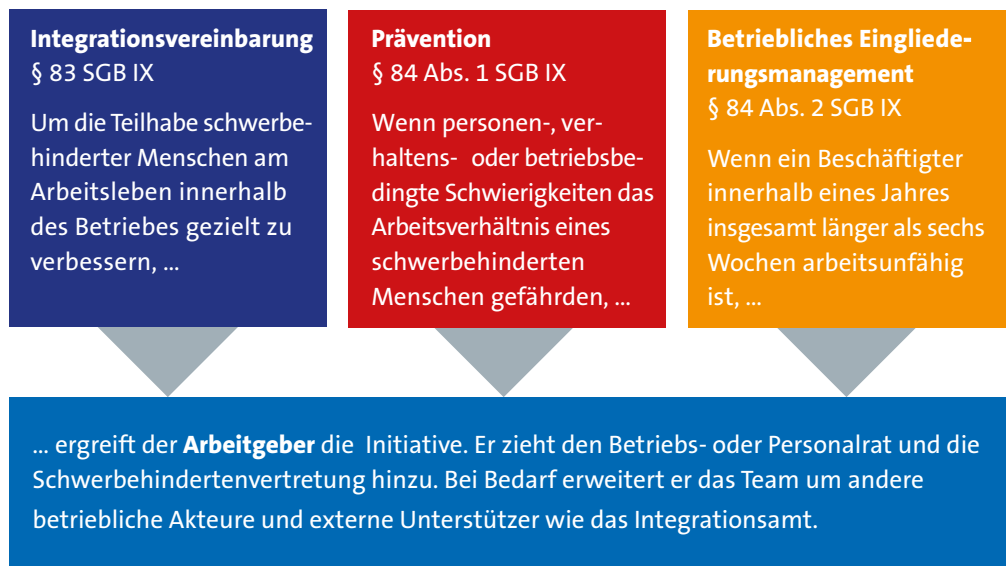 Integrationsvereinbarung
§ 83 SGB IX
Um die Teilhabe schwerbe-
hinderter Menschen am
Arbeitsleben innerhalb
des Betriebes gezielt zu
verbessern, ...
Prävention
§ 84 Abs. 1 SGB IX
Wenn personen-, ver-
haltens- oder betriebsbe-
dingte Schwierigkeiten das
Arbeitsverhältnis eines
schwerbehinderten
Menschen gefährden, ...
Betriebliches Eingliede-
rungsmanagement
§ 84 Abs. 2 SGB IX
Wenn ein Beschäftigter
innerhalb eines Jahres
insgesamt länger als sechs
Wochen arbeitsunfähig
ist, ...
... ergreift der Arbeitgeber die Initiative. Er zieht den Betriebs- oder Personalrat und die
Schwerbehindertenvertretung hinzu. Bei Bedarf erweitert er das Team um andere
betriebliche Akteure und externe Unterstützer wie das Integrationsamt.